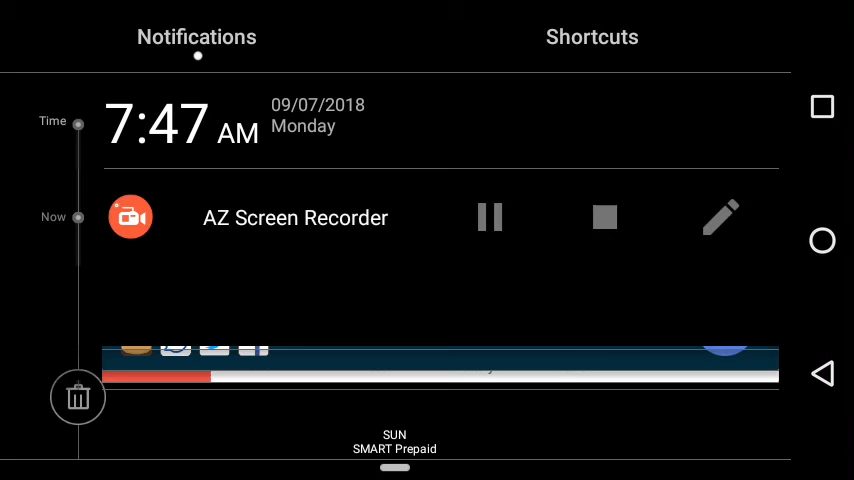 Notifications
Shortcuts
Time
7:47 AM
09/07/2018
Monday
Now
AZ Screen Recorder
SUN
SMART Prepaid